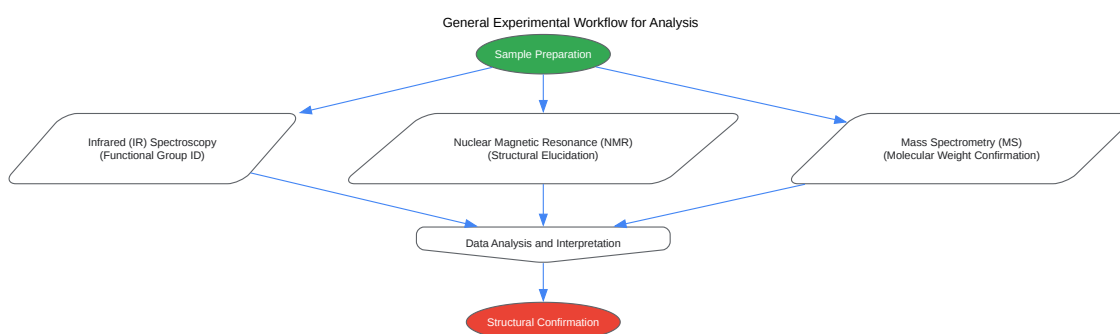 General Experimental Workflow for Analysis
Sample Preparation
Infrared (IR) Spectroscopy
(Functional Group ID)
Nuclear Magnetic Resonance (NMR)
(Structural Elucidation)
Mass Spectrometry (MS)
(Molecular Weight Confirmation)
Data Analysis and Interpretation
Structural Confirmation